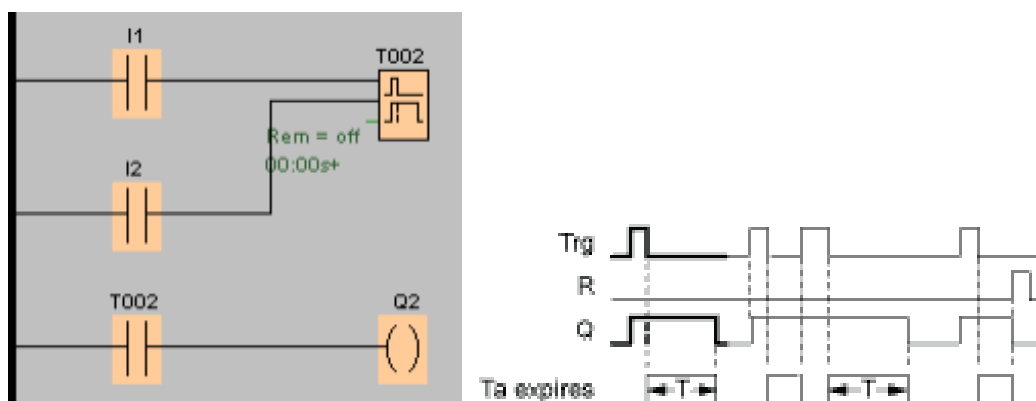 I1
T002
Rem = off
00:00s+
I2
T002
Q2
Trg
R
Q
Ta expires
T
T